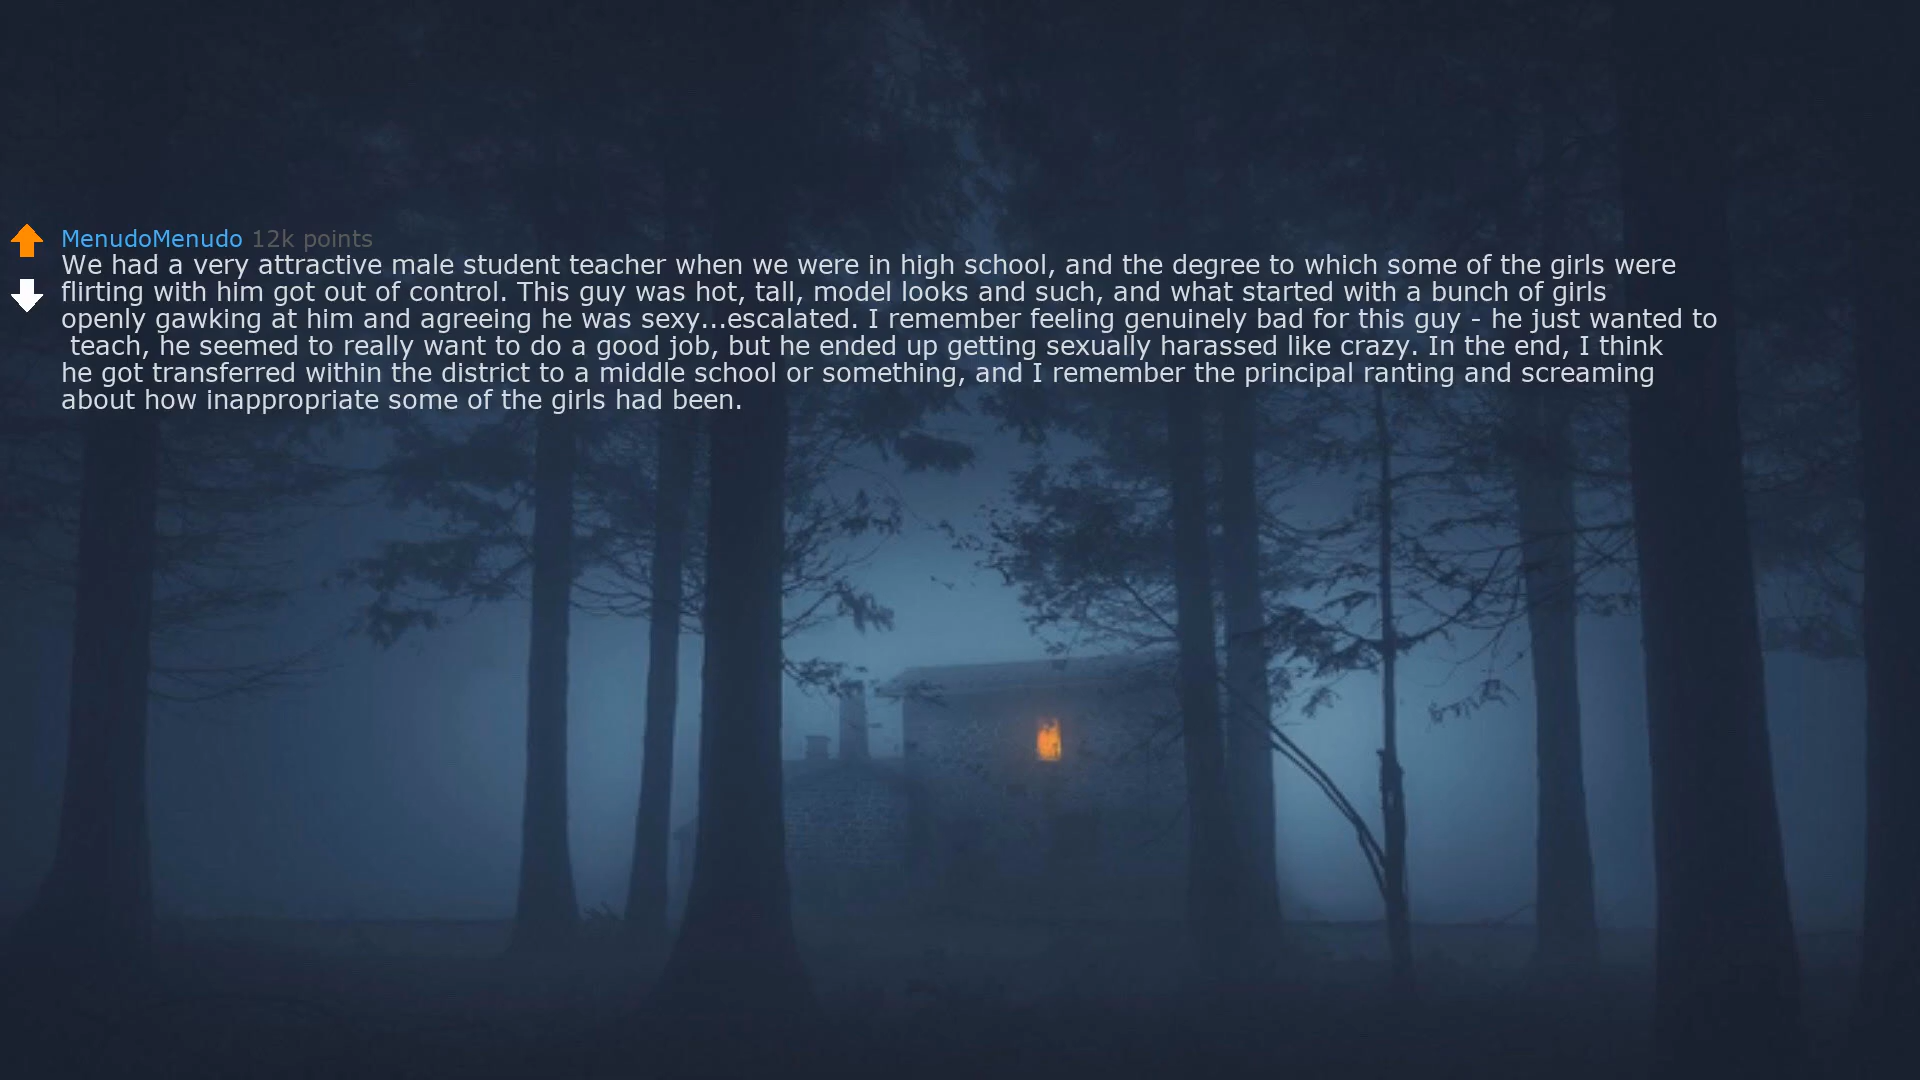 MenudoMenudo 12k points
We had a very attractive male student teacher when we were in high school, and the degree to which some of the girls were
flirting with him got out of control. This guy was hot, tall, model looks and such, and what started with a bunch of girls
openly gawking at him and agreeing he was sexy...escalated. I remember feeling genuinely bad for this guy - he just wanted to
teach, he seemed to really want to do a good job, but he ended up getting sexually harassed like crazy. In the end, I think
he got transferred within the district to a middle school or something, and I remember the principal ranting and screaming
about how inappropriate some of the girls had been.